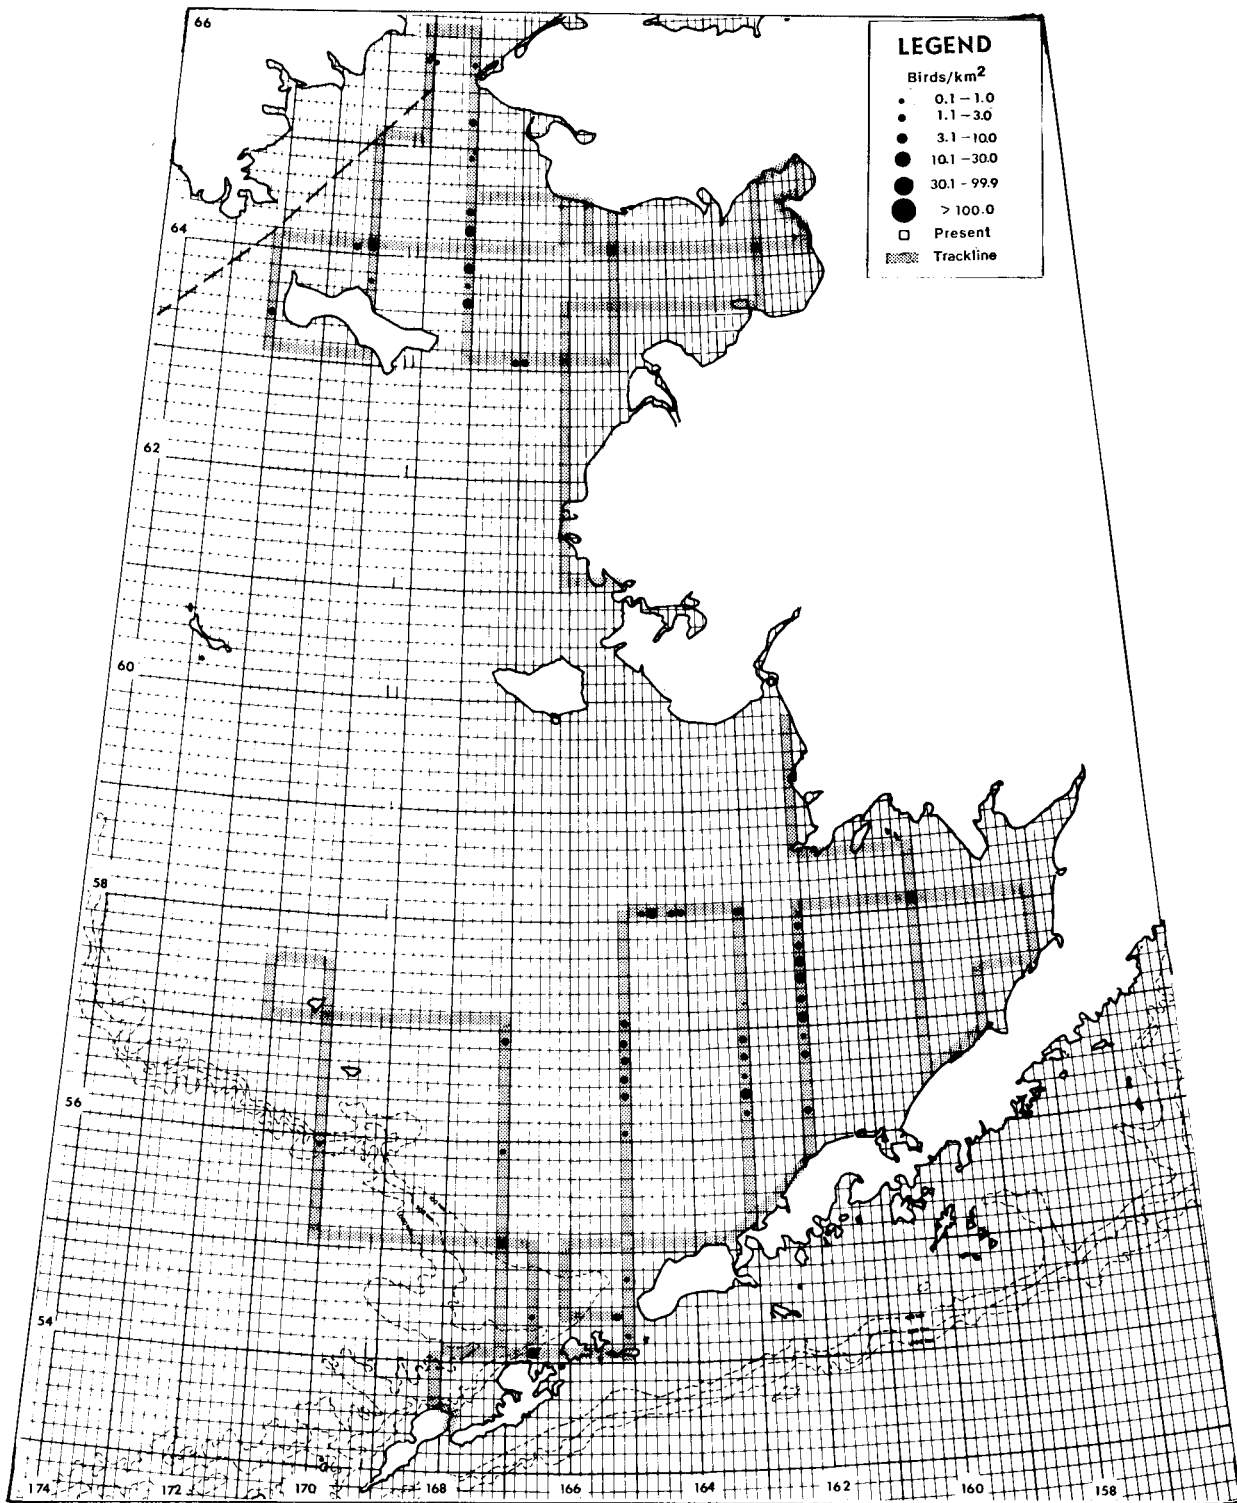 66
LEGEND
Birds/km²
0.1 – 1.0
1.1 – 3.0
3.1 – 10.0
10.1 – 30.0
30.1 – 99.9
> 100.0
Present
Trackline
64
62
60
58
56
54
174 172 170 168 166 164 162 160 158